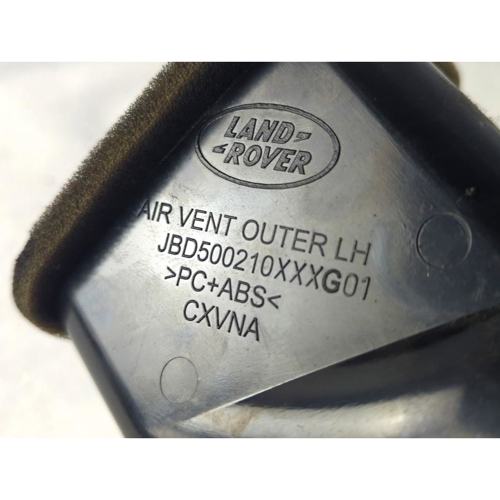 LAND-
-ROVER
AIR VENT OUTER LH
JBD500210XXXG01
>PC+ABS<
CXVNA